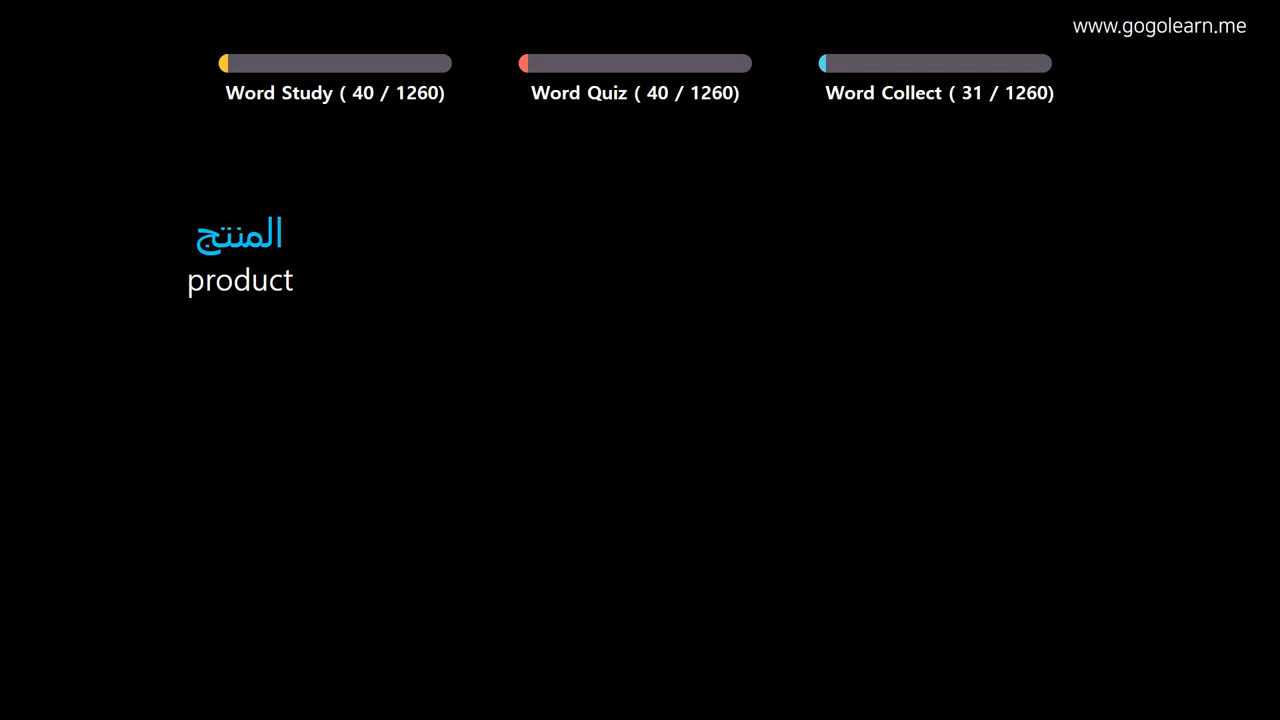 www.gogolearn.me
Word Study ( 40 / 1260)
Word Quiz ( 40 / 1260)
Word Collect ( 31 / 1260)
المنتج
product